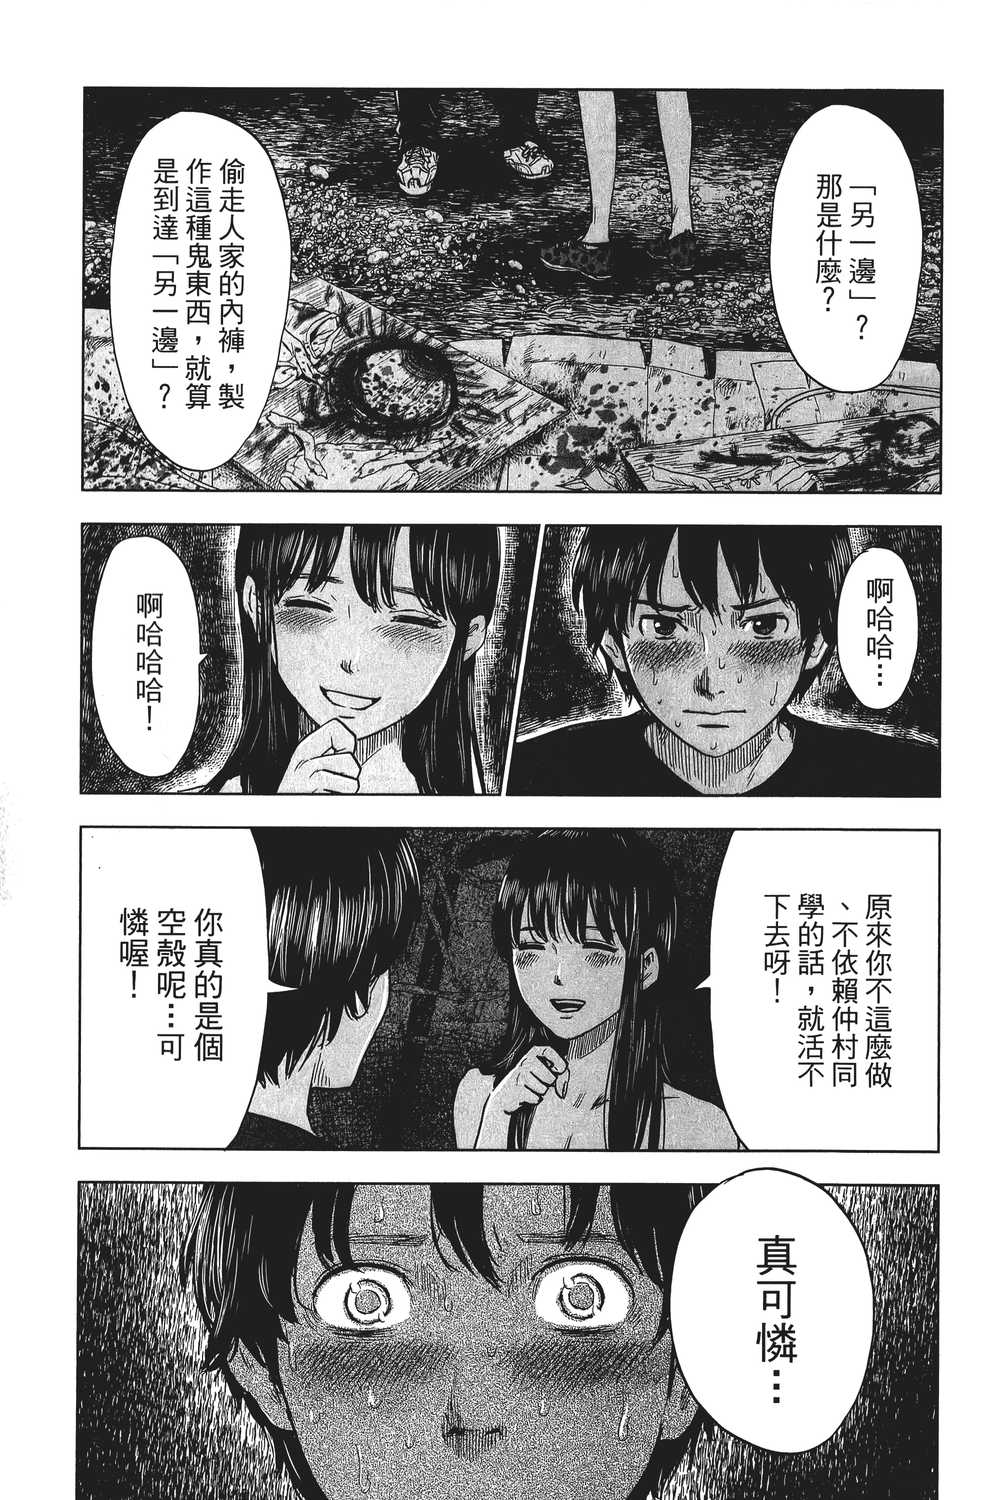 「另一邊」？
那是什麼？
偷走人家的內褲，製
作這種鬼東西，就算
是到達「另一邊」？
啊哈哈…
啊哈哈哈！
原來你不這麼做
、不依賴仲村同
學的話，就活不
下去呀！
你真的是個
空殼呢…可
憐喔！
真可憐…